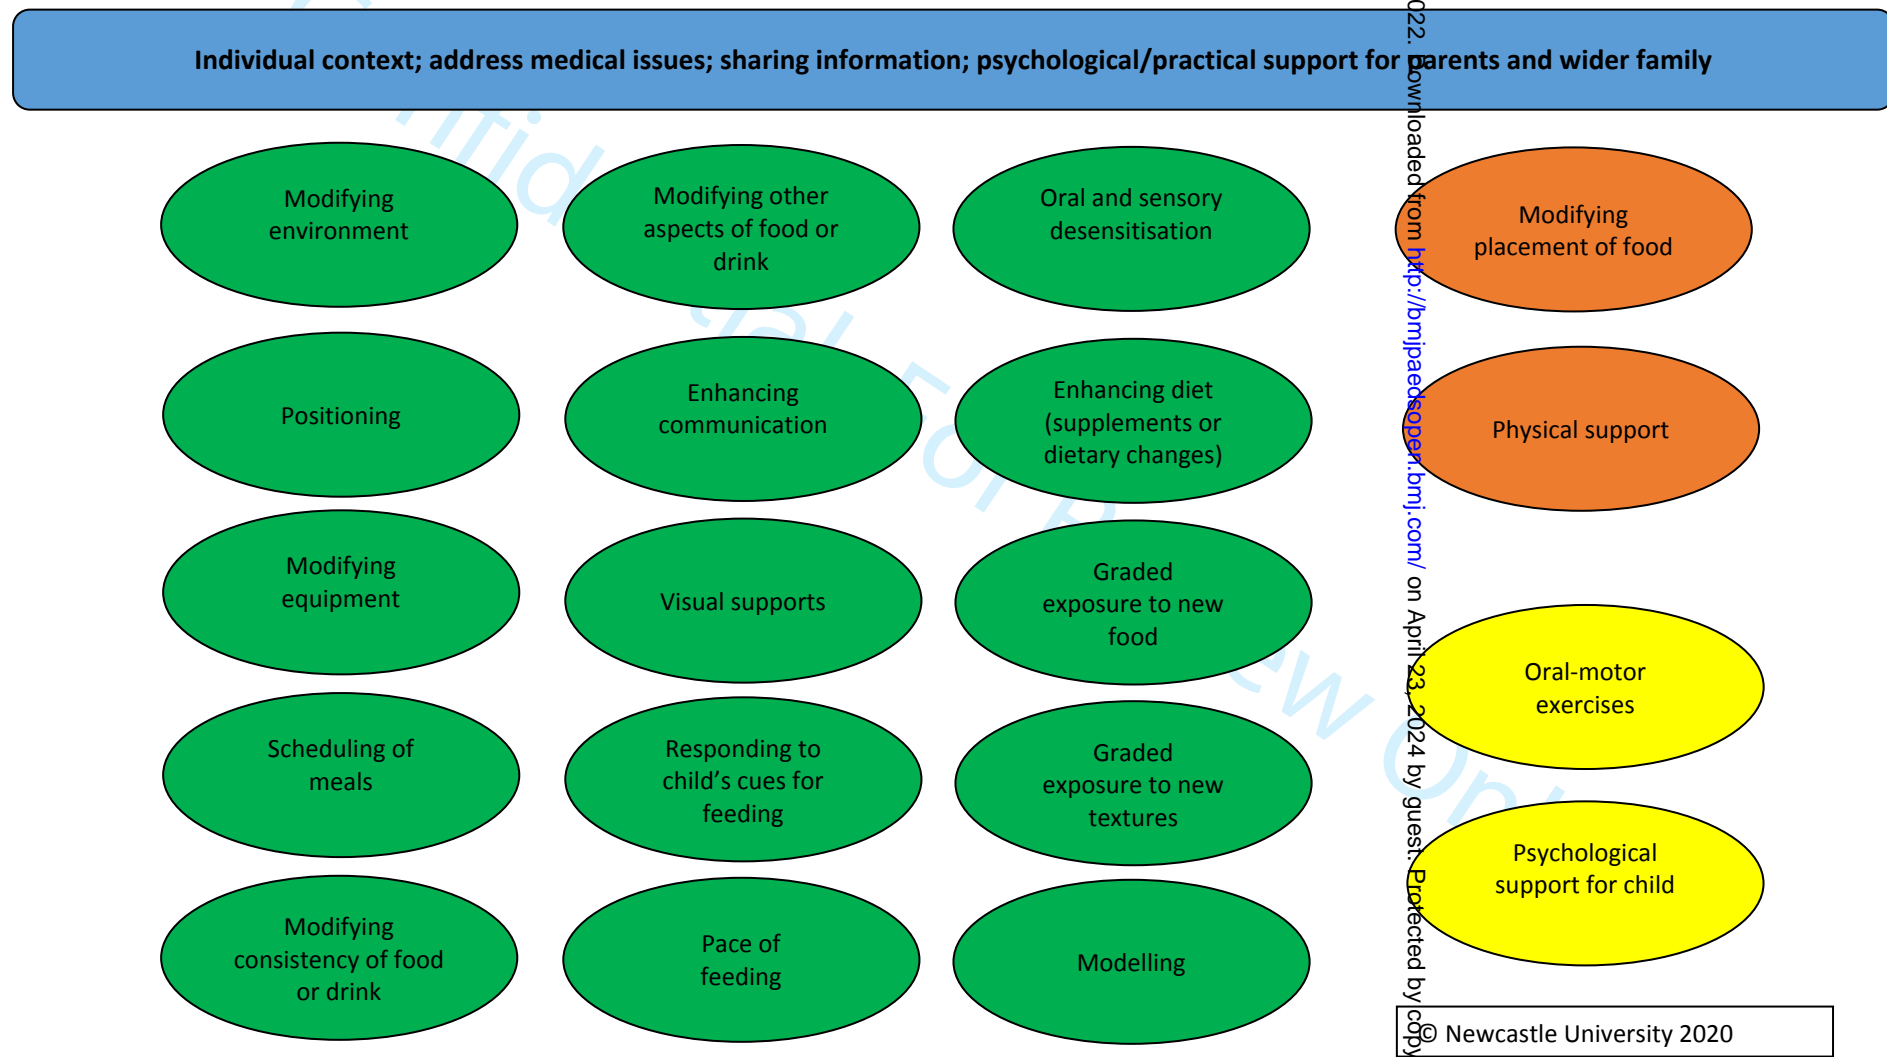 Individual context; address medical issues; sharing information; psychological/practical support for parents and wider family
Modifying
environment
Modifying other
aspects of food or
drink
Oral and sensory
desensitisation
Modifying
placement of food
Positioning
Enhancing
communication
Enhancing diet
(supplements or
dietary changes)
Physical support
Modifying
equipment
Visual supports
Graded
exposure to new
food
Oral-motor
exercises
Scheduling of
meals
Responding to
child’s cues for
feeding
Graded
exposure to new
textures
Psychological
support for child
Modifying
consistency of food
or drink
Pace of
feeding
Modelling
© Newcastle University 2020
022. Downloaded from http://bmjpaedsopen.bmj.com/ on April 23, 2024 by guest. Protected by copy